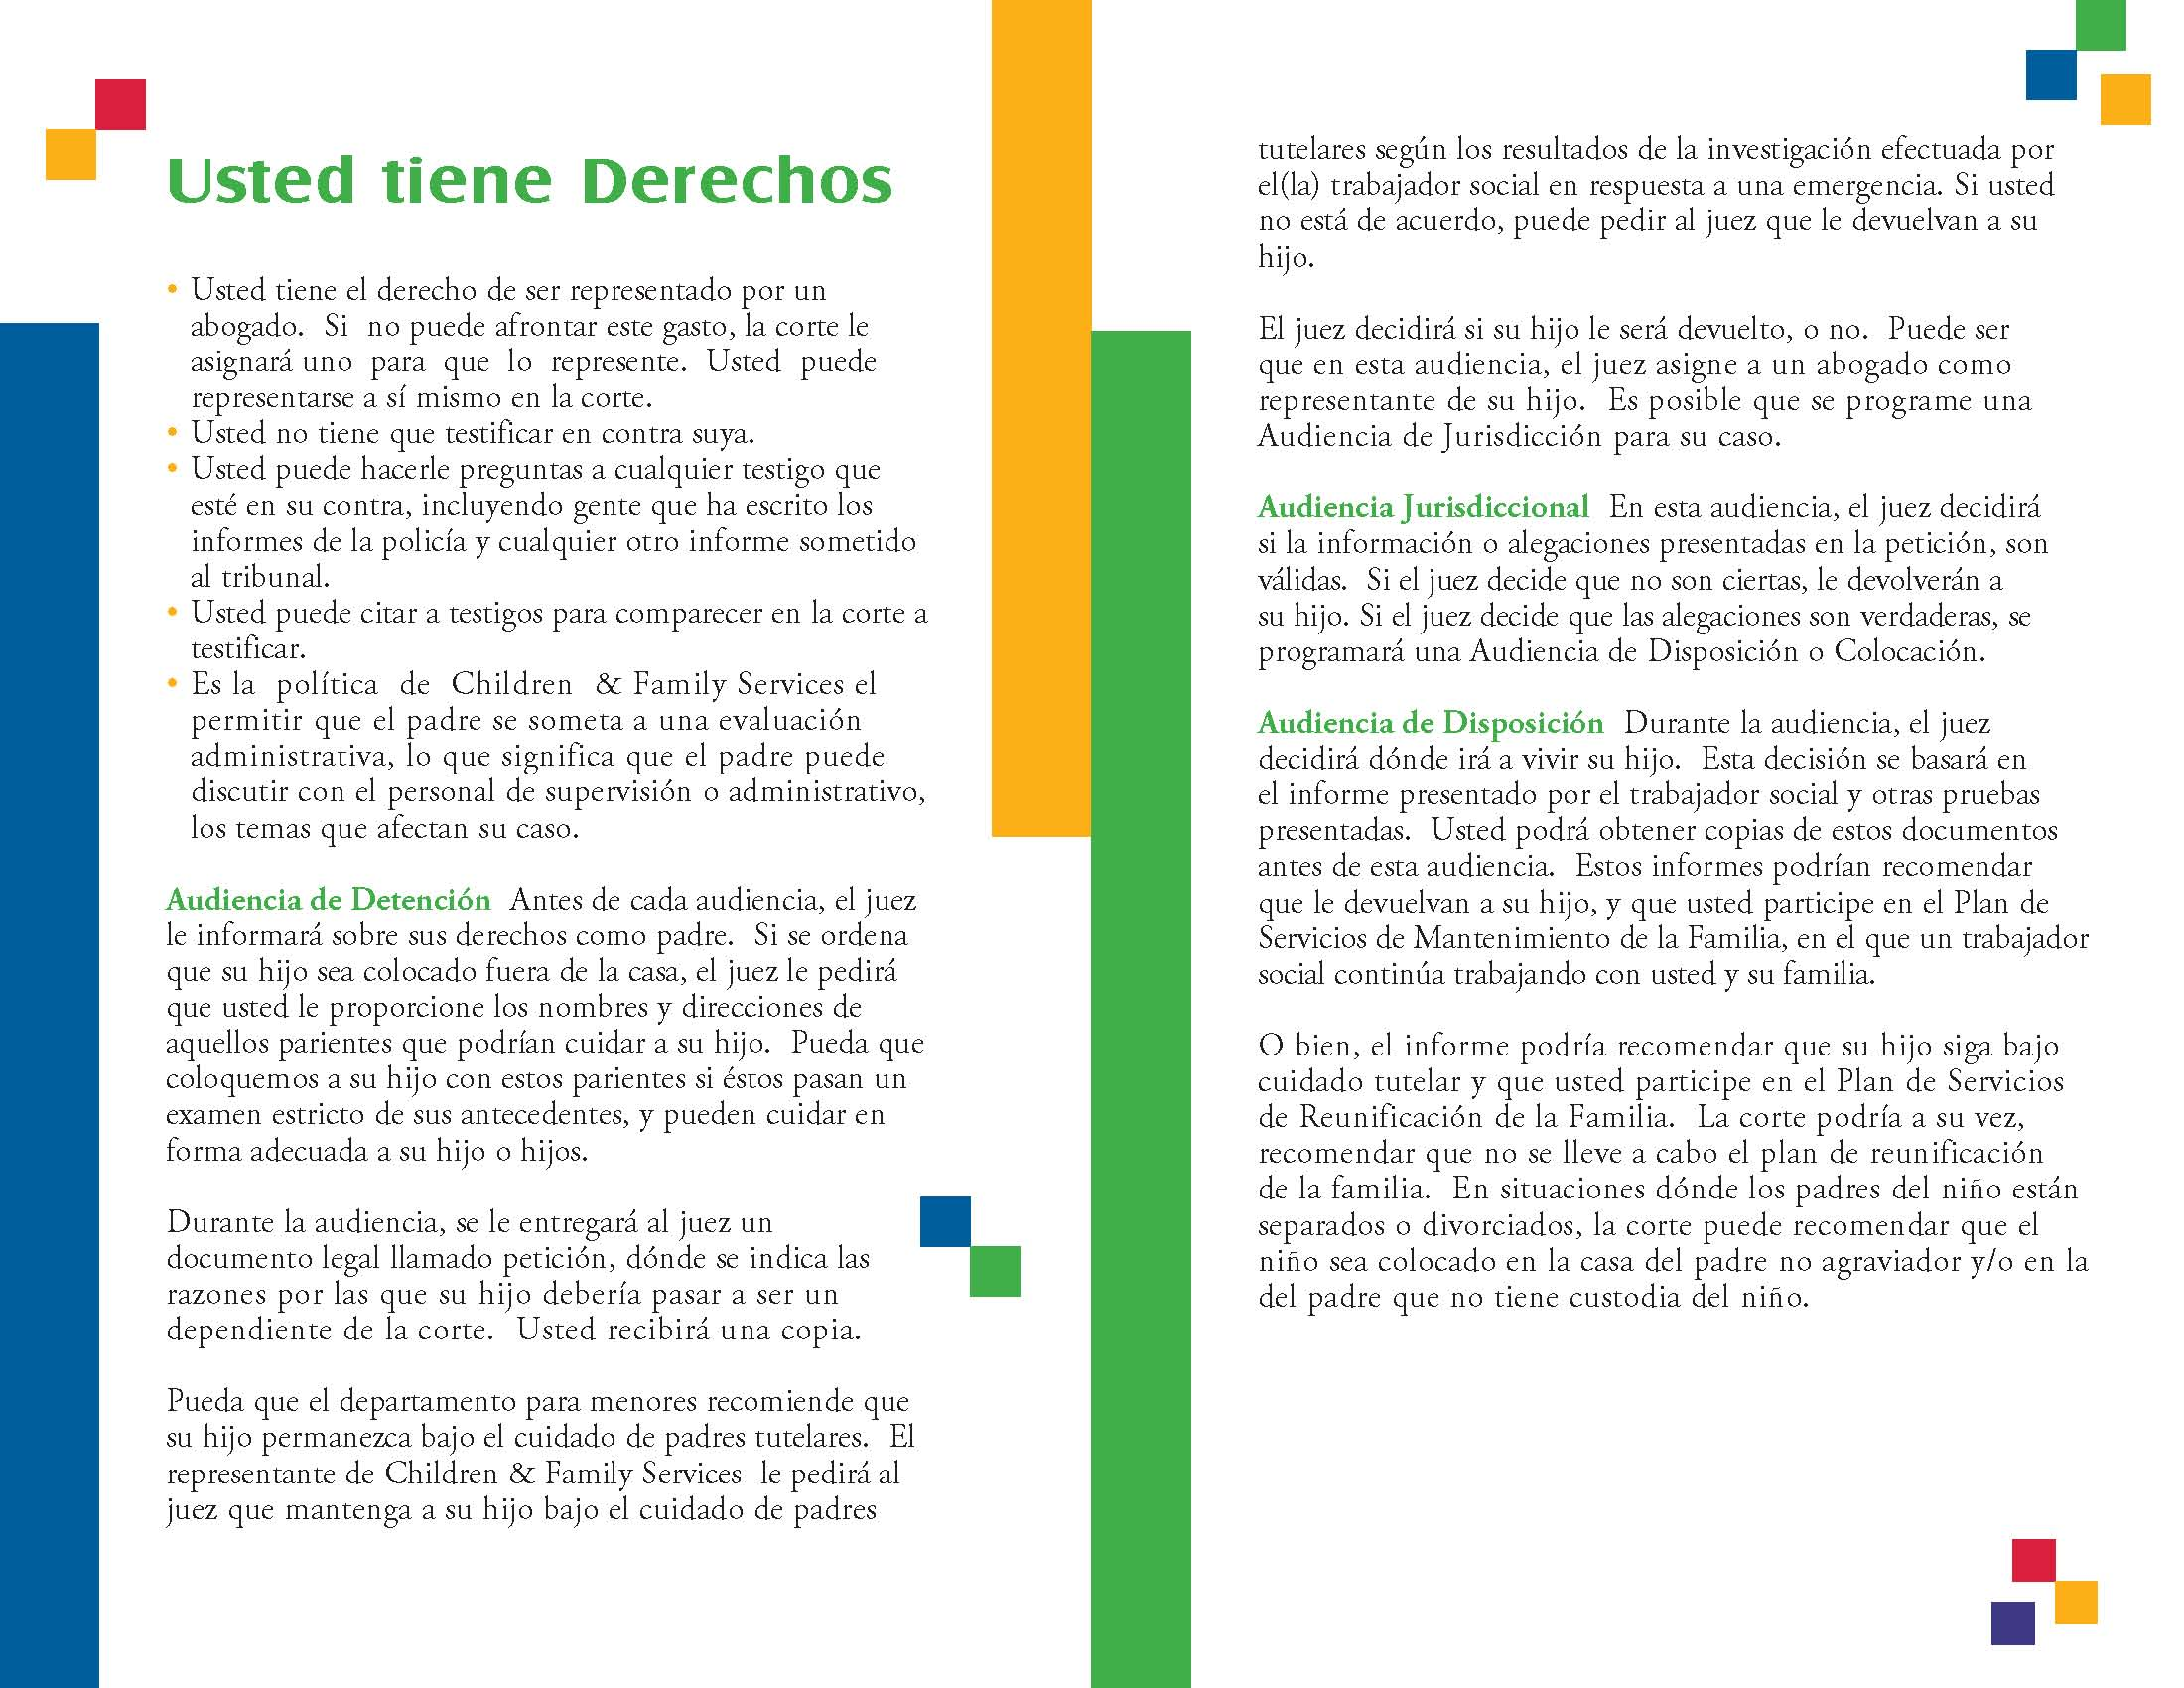 Usted tiene Derechos
• Usted tiene el derecho de ser representado por un
abogado. Si no puede afrontar este gasto, la corte le
asignará uno para que lo represente. Usted puede
representarse a sí mismo en la corte.
• Usted no tiene que testificar en contra suya.
• Usted puede hacerle preguntas a cualquier testigo que
esté en su contra, incluyendo gente que ha escrito los
informes de la policía y cualquier otro informe sometido
al tribunal.
• Usted puede citar a testigos para comparecer en la corte a
testificar.
• Es la política de Children & Family Services el
permitir que el padre se someta a una evaluación
administrativa, lo que significa que el padre puede
discutir con el personal de supervisión o administrativo,
los temas que afectan su caso.
Audiencia de Detención Antes de cada audiencia, el juez
le informará sobre sus derechos como padre. Si se ordena
que su hijo sea colocado fuera de la casa, el juez le pedirá
que usted le proporcione los nombres y direcciones de
aquellos parientes que podrían cuidar a su hijo. Pueda que
coloquemos a su hijo con estos parientes si éstos pasan un
examen estricto de sus antecedentes, y pueden cuidar en
forma adecuada a su hijo o hijos.
Durante la audiencia, se le entregará al juez un
documento legal llamado petición, dónde se indica las
razones por las que su hijo debería pasar a ser un
dependiente de la corte. Usted recibirá una copia.
Pueda que el departamento para menores recomiende que
su hijo permanezca bajo el cuidado de padres tutelares. El
representante de Children & Family Services le pedirá al
juez que mantenga a su hijo bajo el cuidado de padres
tutelares según los resultados de la investigación efectuada por
el(la) trabajador social en respuesta a una emergencia. Si usted
no está de acuerdo, puede pedir al juez que le devuelvan a su
hijo.
El juez decidirá si su hijo le será devuelto, o no. Puede ser
que en esta audiencia, el juez asigne a un abogado como
representante de su hijo. Es posible que se programe una
Audiencia de Jurisdicción para su caso.
Audiencia Jurisdiccional En esta audiencia, el juez decidirá
si la información o alegaciones presentadas en la petición, son
válidas. Si el juez decide que no son ciertas, le devolverán a
su hijo. Si el juez decide que las alegaciones son verdaderas, se
programará una Audiencia de Disposición o Colocación.
Audiencia de Disposición Durante la audiencia, el juez
decidirá dónde irá a vivir su hijo. Esta decisión se basará en
el informe presentado por el trabajador social y otras pruebas
presentadas. Usted podrá obtener copias de estos documentos
antes de esta audiencia. Estos informes podrían recomendar
que le devuelvan a su hijo, y que usted participe en el Plan de
Servicios de Mantenimiento de la Familia, en el que un trabajador
social continúa trabajando con usted y su familia.
O bien, el informe podría recomendar que su hijo siga bajo
cuidado tutelar y que usted participe en el Plan de Servicios
de Reunificación de la Familia. La corte podría a su vez,
recomendar que no se lleve a cabo el plan de reunificación
de la familia. En situaciones dónde los padres del niño están
separados o divorciados, la corte puede recomendar que el
niño sea colocado en la casa del padre no agraviador y/o en la
del padre que no tiene custodia del niño.